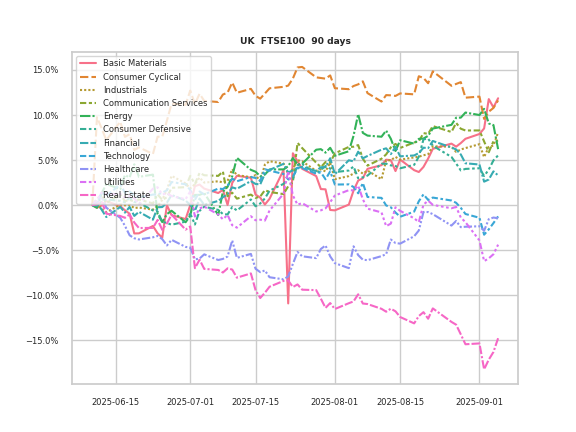 UK  FTSE100  90 days
15.0%
10.0%
5.0%
0.0%
−5.0%
−10.0%
−15.0%
Basic Materials
Consumer Cyclical
Industrials
Communication Services
Energy
Consumer Defensive
Financial
Technology
Healthcare
Utilities
Real Estate
2025-06-15
2025-07-01
2025-07-15
2025-08-01
2025-08-15
2025-09-01